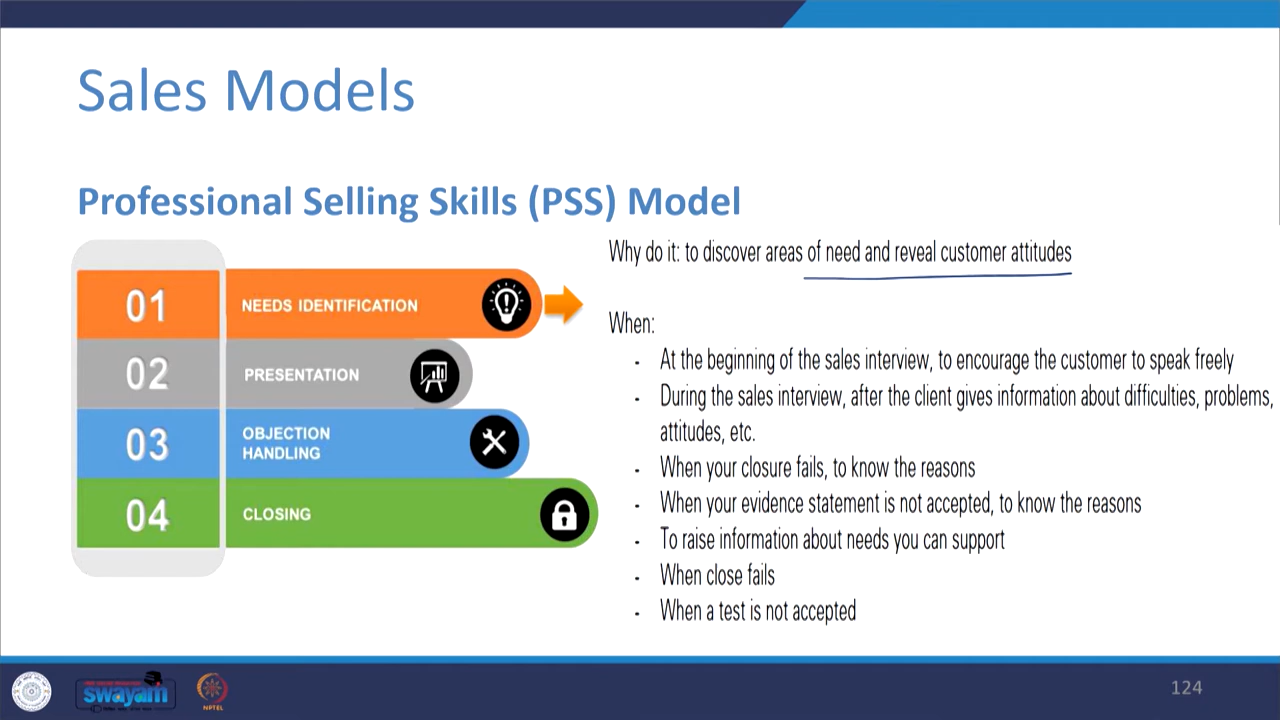 Sales Models
Professional Selling Skills (PSS) Model
01 NEEDS IDENTIFICATION
02 PRESENTATION
03 OBJECTION
HANDLING
04 CLOSING
Why do it: to discover areas of need and reveal customer attitudes
When:
- At the beginning of the sales interview, to encourage the customer to speak freely
- During the sales interview, after the client gives information about difficulties, problems,
attitudes, etc.
- When your closure fails, to know the reasons
- When your evidence statement is not accepted, to know the reasons
- To raise information about needs you can support
- When close fails
- When a test is not accepted
swayam
NPTEL
124